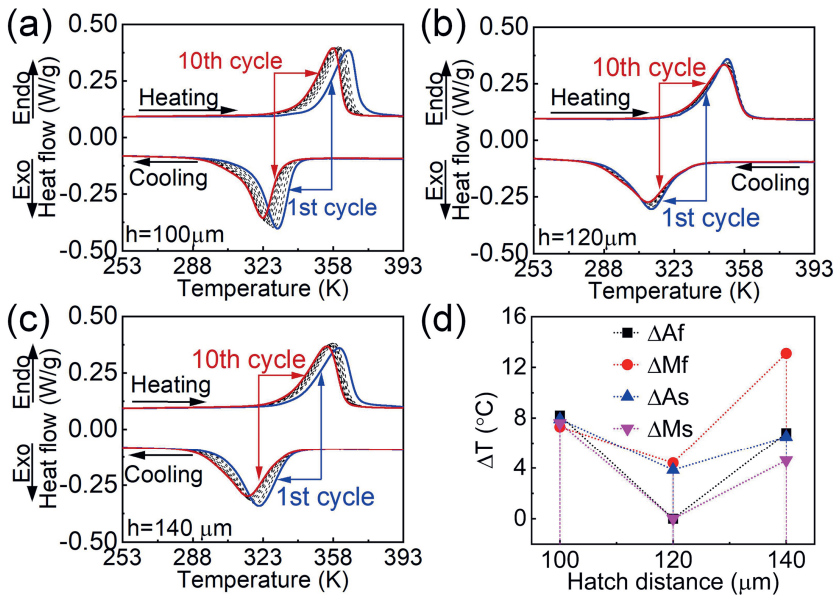 (a)
0.50
0.25
0.00
-0.25
-0.50
Exo Endo
Heat flow (W/g)
10th cycle
Heating
Cooling
1st cycle
h=100μm
253 288 323 358 393
Temperature (K)
(b)
0.50
0.25
0.00
-0.25
-0.50
Exo Endo
Heat flow (W/g)
10th cycle
Heating
Cooling
1st cycle
h=120μm
253 288 323 358 393
Temperature (K)
(c)
0.50
0.25
0.00
-0.25
-0.50
Exo Endo
Heat flow (W/g)
10th cycle
Heating
Cooling
1st cycle
h=140 μm
253 288 323 358 393
Temperature (K)
(d)
16
12
8
4
0
ΔT (°C)
ΔAf
ΔMf
ΔAs
ΔMs
100 120 140
Hatch distance (μm)